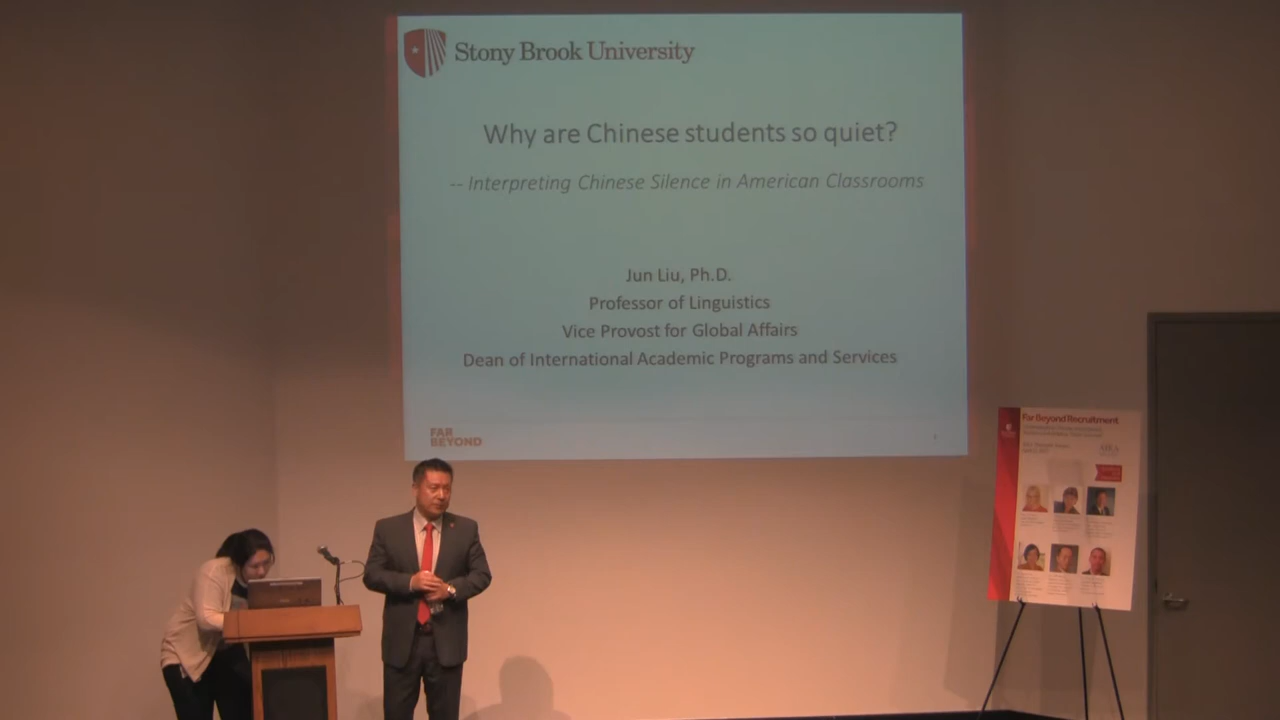 Stony Brook University
Why are Chinese students so quiet?
-- Interpreting Chinese Silence in American Classrooms
Jun Liu, Ph.D.
Professor of Linguistics
Vice Provost for Global Affairs
Dean of International Academic Programs and Services
FAR
BEYOND
Far Beyond Recruitment